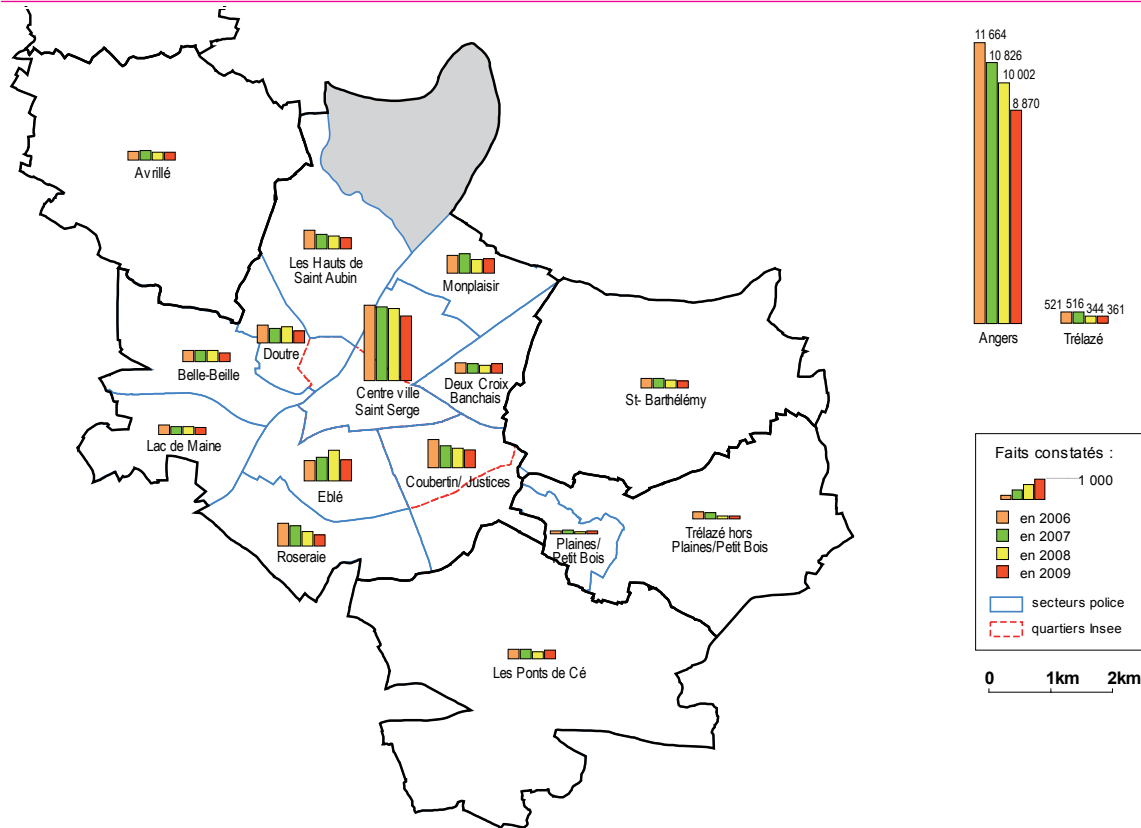 11 664
10 826
10 002
8 870
521 516 344 361
Angers
Trélazé
Avrillé
Les Hauts de
Saint Aubin
Monplaisir
Doutre
Belle-Beille
Centre ville
Saint Serge
Deux Croix
Banchais
St- Barthélémy
Lac de Maine
Eblé
Coubertin/ Justices
Roseraie
Plaines/
Petit Bois
Trélazé hors
Plaines/Petit Bois
Les Ponts de Cé
Faits constatés :
1 000
en 2006
en 2007
en 2008
en 2009
secteurs police
quartiers Insee
0 1km 2km